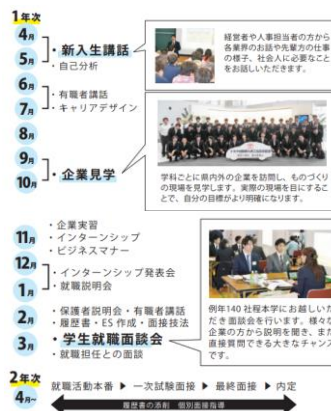 1年次
4月
5月
・新入生講話
・自己分析
経営者や人事担当者の方から
各業界のお話や先輩方の仕事
の様子、社会人に必要なこと
をお話しいただきます。
6月
7月
・有職者講話
・キャリアデザイン
8月
9月
10月
・企業見学
学科ごとに県内外の企業を訪問し、ものづくり
の現場を見学します。実際の現場を目にするこ
とで、自分の目標がより明確になります。
11月
・企業実習
・インターンシップ
・ビジネスマナー
12月
1月
・インターンシップ発表会
・就職説明会
2月
3月
・保護者説明会・有職者講話
・履歴書・ES作成・面接技法
・学生就職面談会
・就職担任との面談
例年140社程本学にお越しいた
だき面談会を行います。様々な
企業の方から説明を聞き、また
直接質問できる大きなチャンス
です。
2年次
4月~
就職活動本番 ▶ 一次試験面接 ▶ 最終面接 ▶ 内定
履歴書の添削 個別面接指導